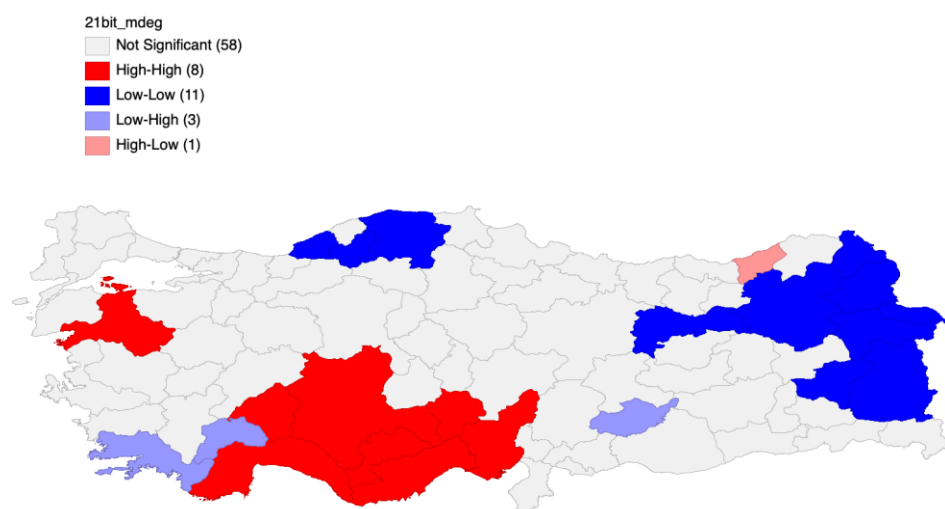 21bit_mdeg
Not Significant (58)
High-High (8)
Low-Low (11)
Low-High (3)
High-Low (1)